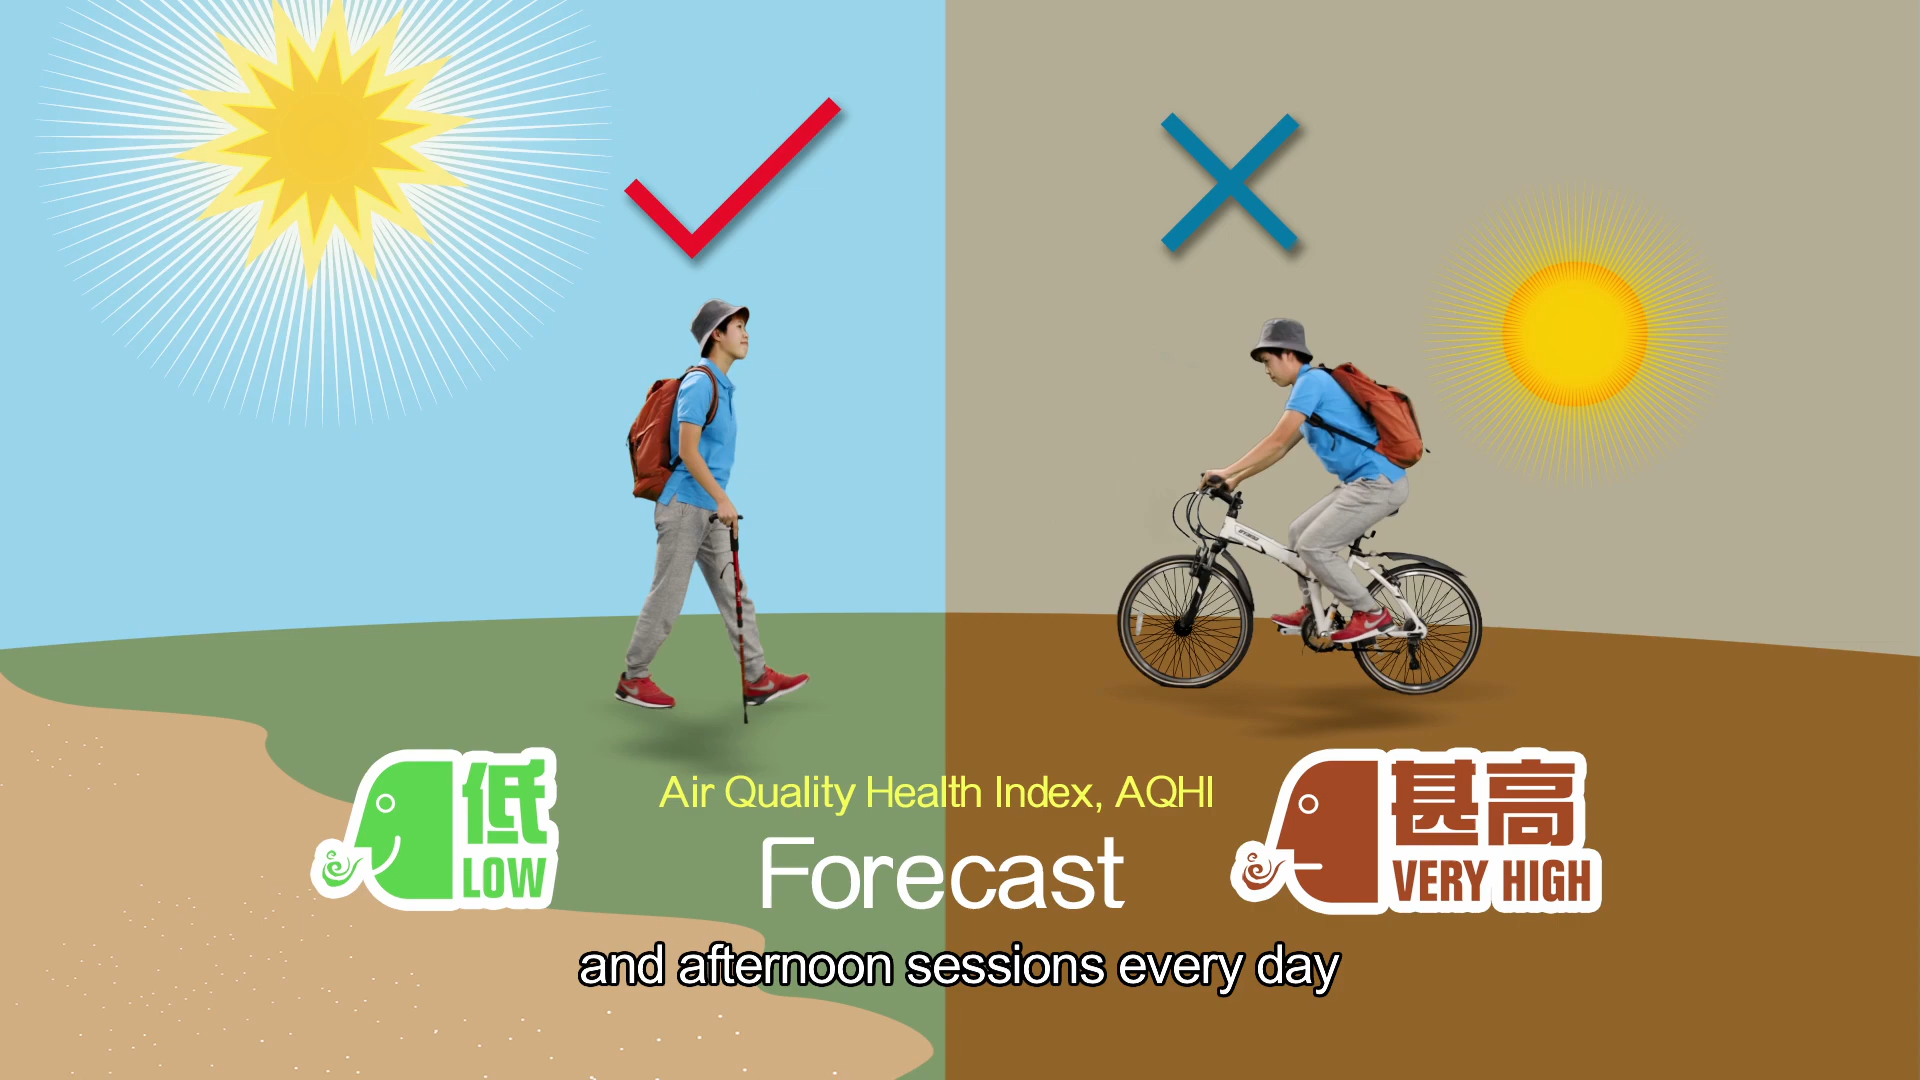 低
LOW
Air Quality Health Index, AQHI
Forecast
甚高
VERY HIGH
and afternoon sessions every day